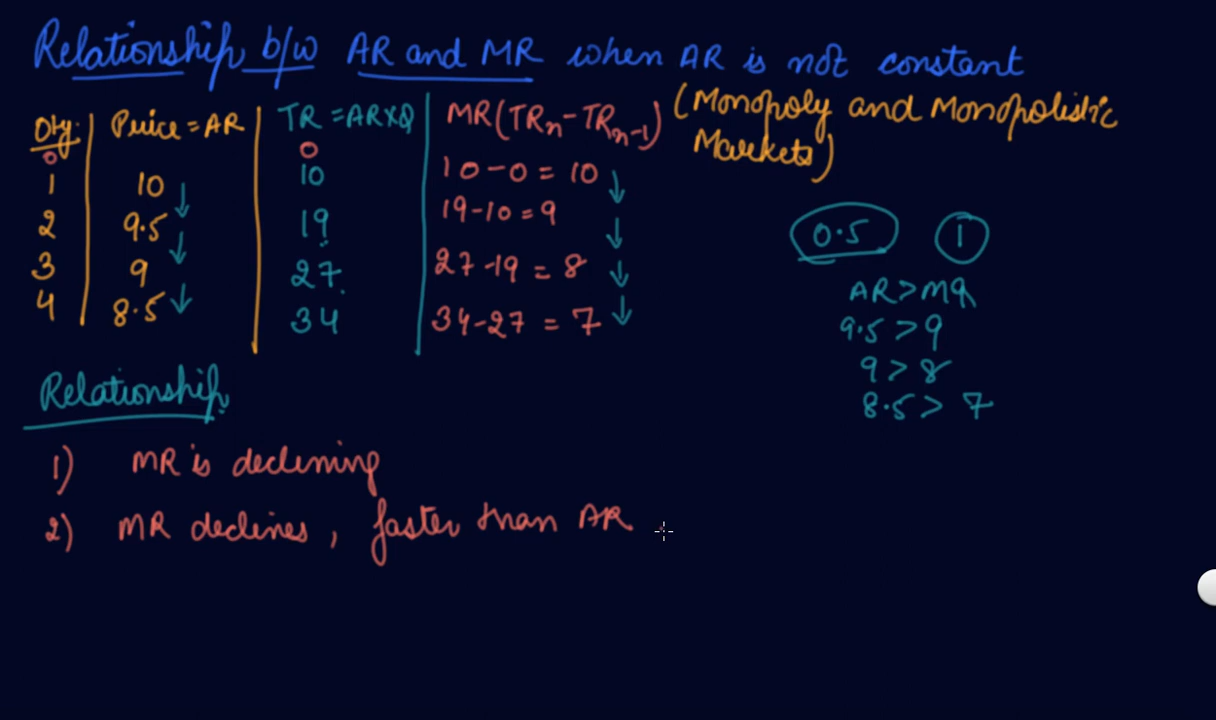 Relationship b/w AR and MR when AR is not constant
(Monopoly and Monopolistic
Markets)
Qty. Price = AR TR = AR×Q MR(TRn - TRn-1)
0 0
1 10 10 10-0 = 10
2 9.5 19 19-10 = 9
3 9 27 27-19 = 8
4 8.5 34 34-27 = 7
0.5 1
AR > MR
9.5 > 9
9 > 8
8.5 > 7
Relationship
1) MR is declining
2) MR declines, faster than AR